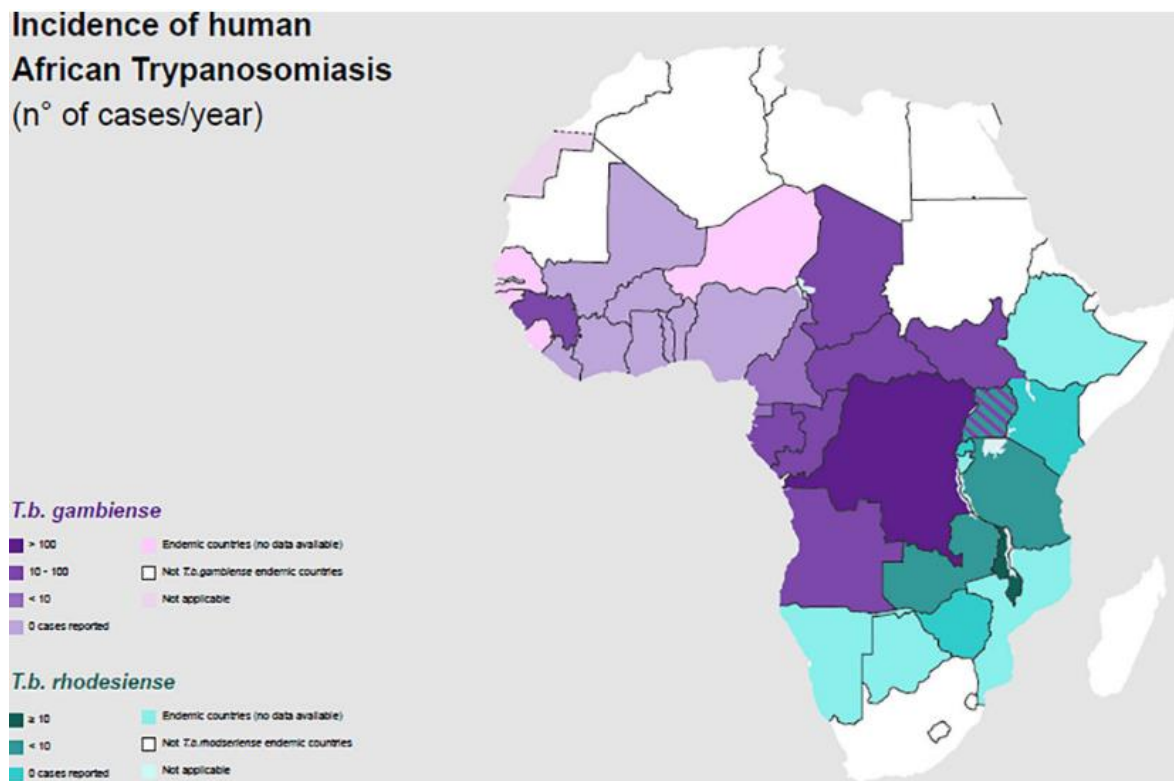 Incidence of human
African Trypanosomiasis
(n° of cases/year)
T.b. gambiense
> 100
10 - 100
< 10
0 cases reported
Endemic countries (no data available)
Not T.b.gambiense endemic countries
Not applicable
T.b. rhodesiense
≥ 10
< 10
0 cases reported
Endemic countries (no data available)
Not T.b.rhodseriense endemic countries
Not applicable